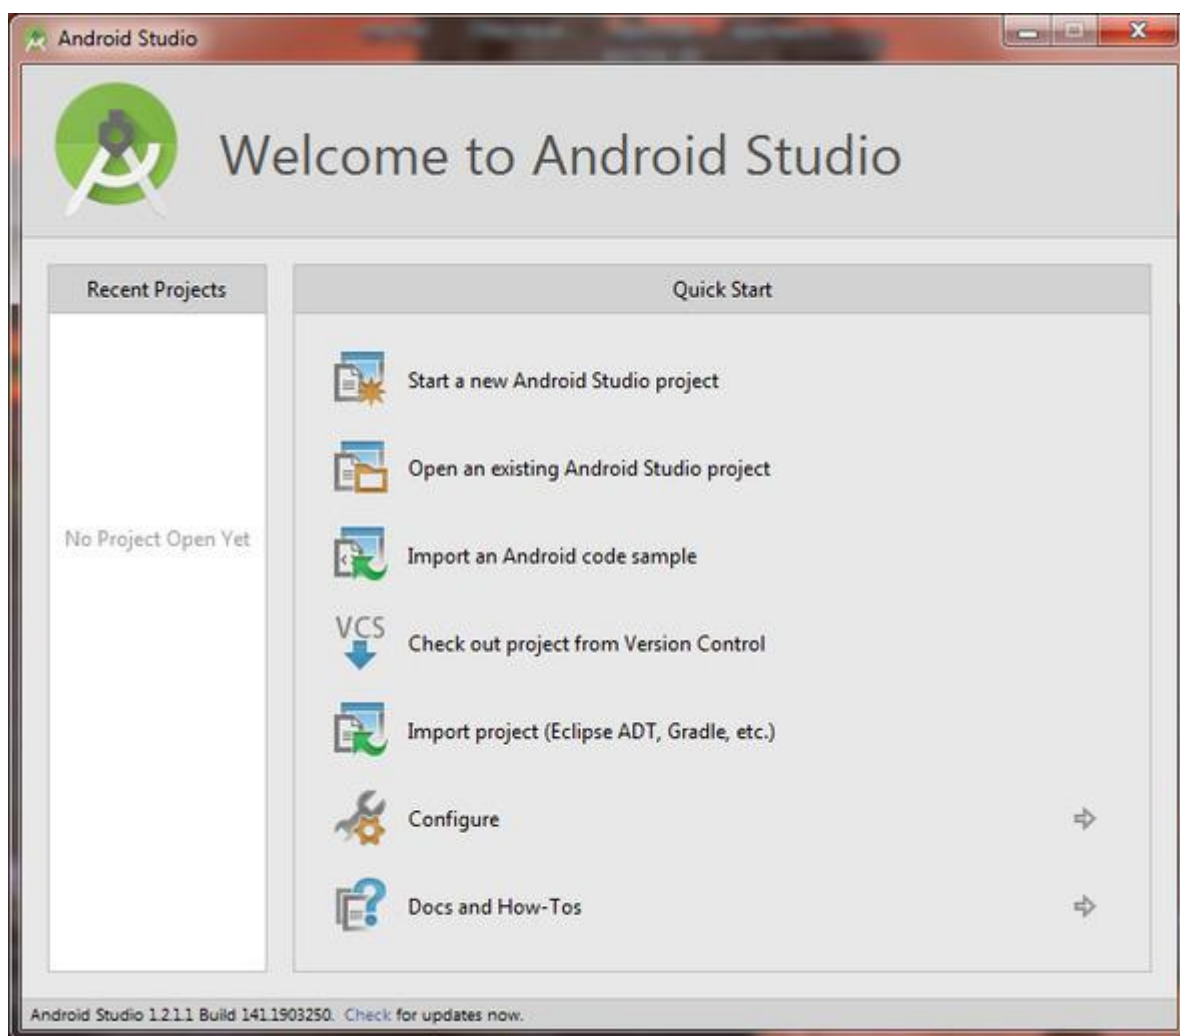 Android Studio
Welcome to Android Studio
Recent Projects
No Project Open Yet
Quick Start
Start a new Android Studio project
Open an existing Android Studio project
Import an Android code sample
VCS
Check out project from Version Control
Import project (Eclipse ADT, Gradle, etc.)
Configure
Docs and How-Tos
Android Studio 1.2.1.1 Build 141.1903250. Check for updates now.